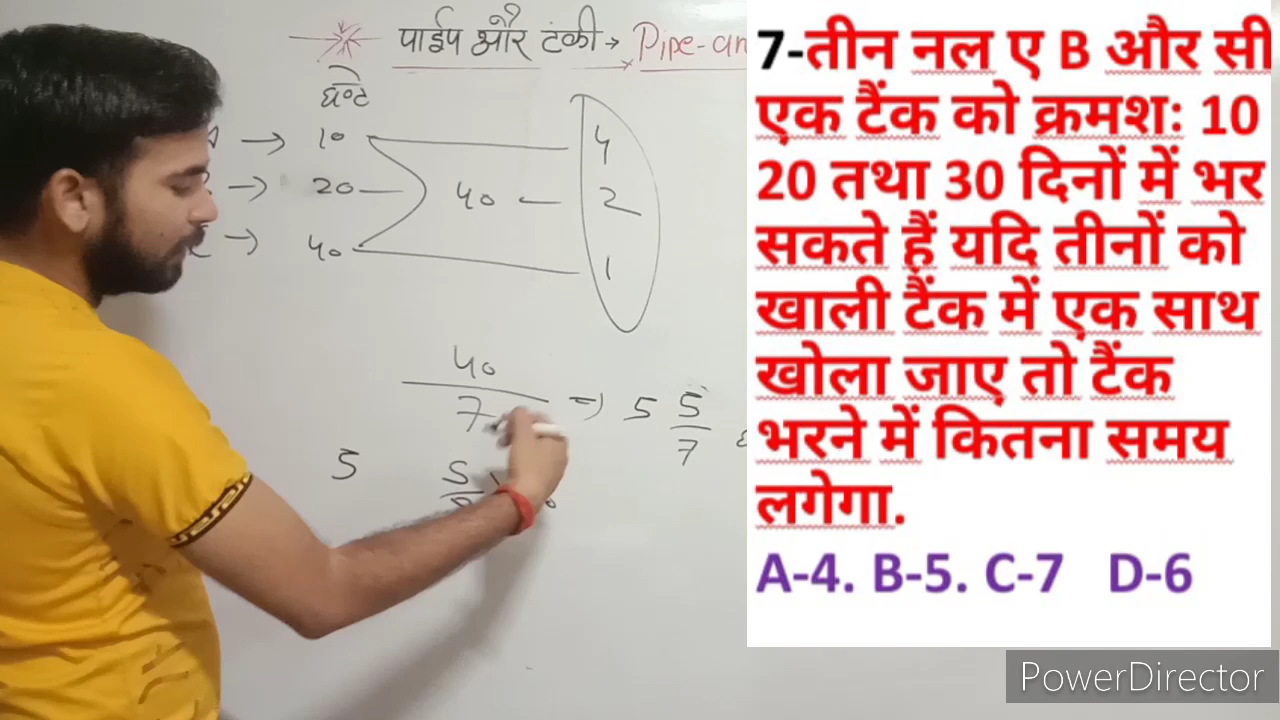 पाईप और टंकी → Pipe-an
घण्टे
A → 10
→ 20
→ 40
40
4
2
1
40
7
=) 5 5
7
5
5
7-तीन नल ए B और सी
एक टैंक को क्रमशः 10
20 तथा 30 दिनों में भर
सकते हैं यदि तीनों को
खाली टैंक में एक साथ
खोला जाए तो टैंक
भरने में कितना समय
लगेगा.
A-4. B-5. C-7 D-6
PowerDirector